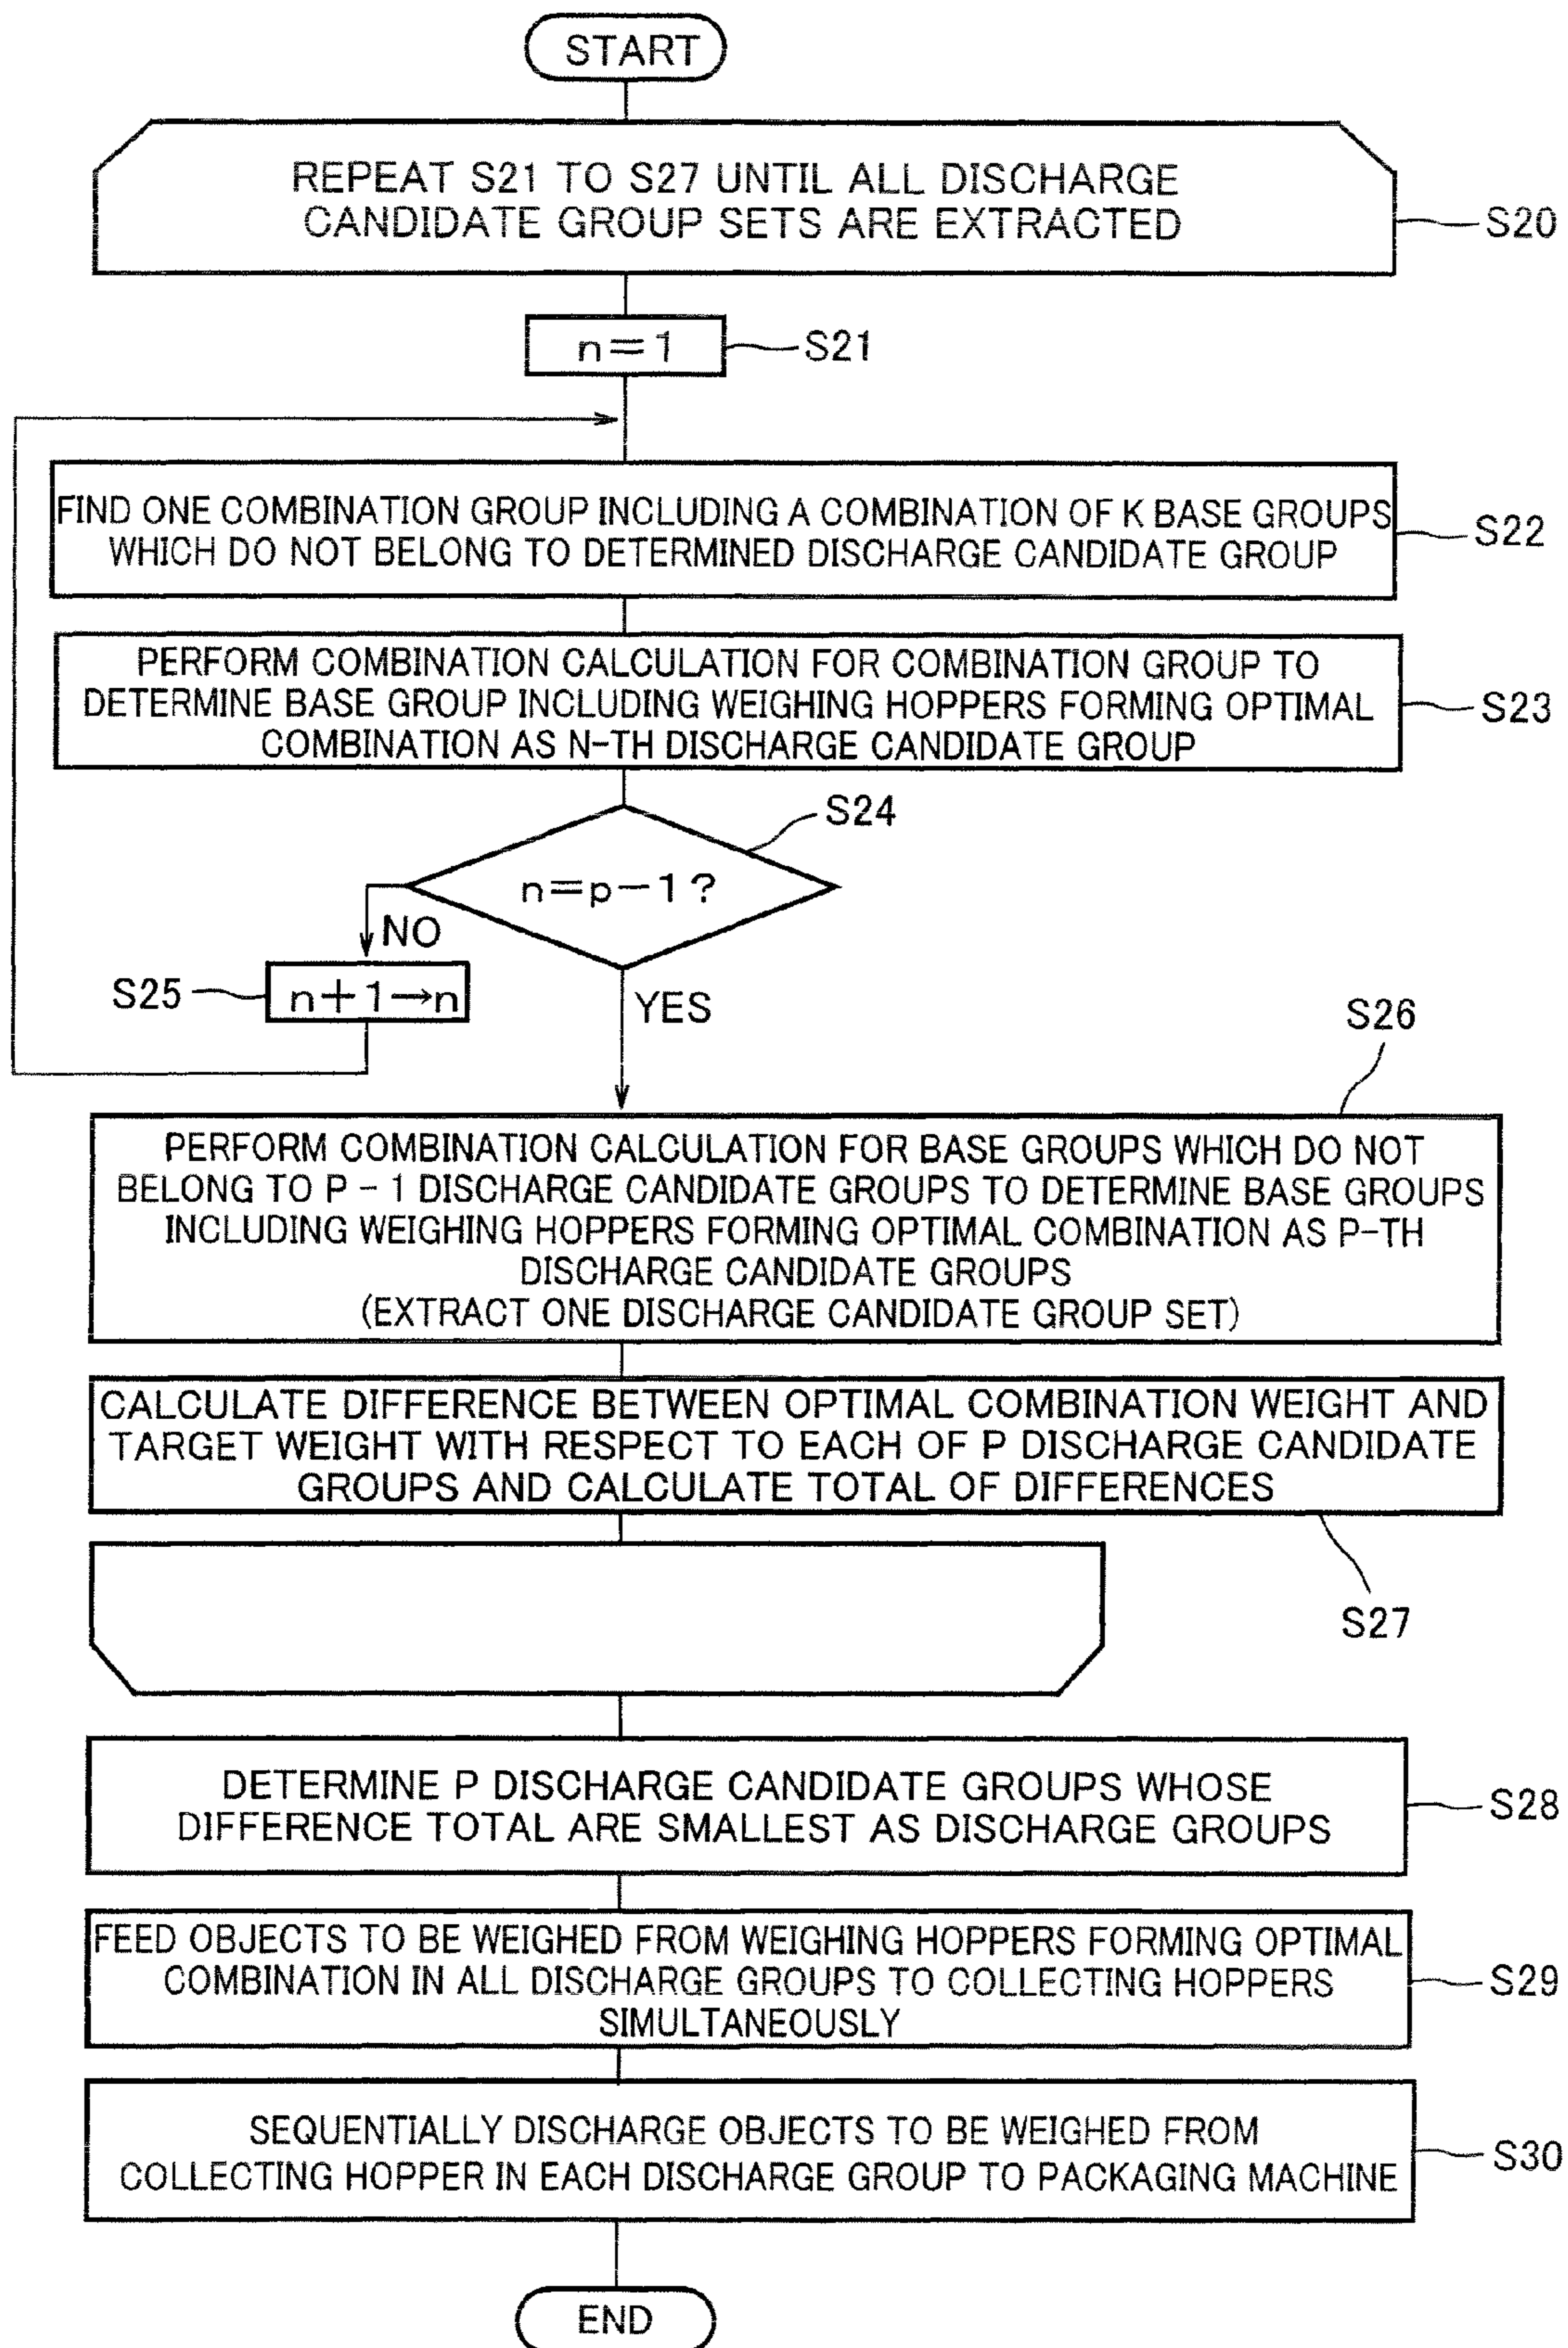 START
REPEAT S21 TO S27 UNTIL ALL DISCHARGE
CANDIDATE GROUP SETS ARE EXTRACTED
S20
n=1
S21
FIND ONE COMBINATION GROUP INCLUDING A COMBINATION OF K BASE GROUPS
WHICH DO NOT BELONG TO DETERMINED DISCHARGE CANDIDATE GROUP
S22
PERFORM COMBINATION CALCULATION FOR COMBINATION GROUP TO
DETERMINE BASE GROUP INCLUDING WEIGHING HOPPERS FORMING OPTIMAL
COMBINATION AS N-TH DISCHARGE CANDIDATE GROUP
S23
S24
n=p-1?
NO
S25
n+1→n
YES
S26
PERFORM COMBINATION CALCULATION FOR BASE GROUPS WHICH DO NOT
BELONG TO P - 1 DISCHARGE CANDIDATE GROUPS TO DETERMINE BASE GROUPS
INCLUDING WEIGHING HOPPERS FORMING OPTIMAL COMBINATION AS P-TH
DISCHARGE CANDIDATE GROUPS
(EXTRACT ONE DISCHARGE CANDIDATE GROUP SET)
CALCULATE DIFFERENCE BETWEEN OPTIMAL COMBINATION WEIGHT AND
TARGET WEIGHT WITH RESPECT TO EACH OF P DISCHARGE CANDIDATE
GROUPS AND CALCULATE TOTAL OF DIFFERENCES
S27
DETERMINE P DISCHARGE CANDIDATE GROUPS WHOSE
DIFFERENCE TOTAL ARE SMALLEST AS DISCHARGE GROUPS
S28
FEED OBJECTS TO BE WEIGHED FROM WEIGHING HOPPERS FORMING OPTIMAL
COMBINATION IN ALL DISCHARGE GROUPS TO COLLECTING HOPPERS
SIMULTANEOUSLY
S29
SEQUENTIALLY DISCHARGE OBJECTS TO BE WEIGHED FROM
COLLECTING HOPPER IN EACH DISCHARGE GROUP TO PACKAGING MACHINE
S30
END